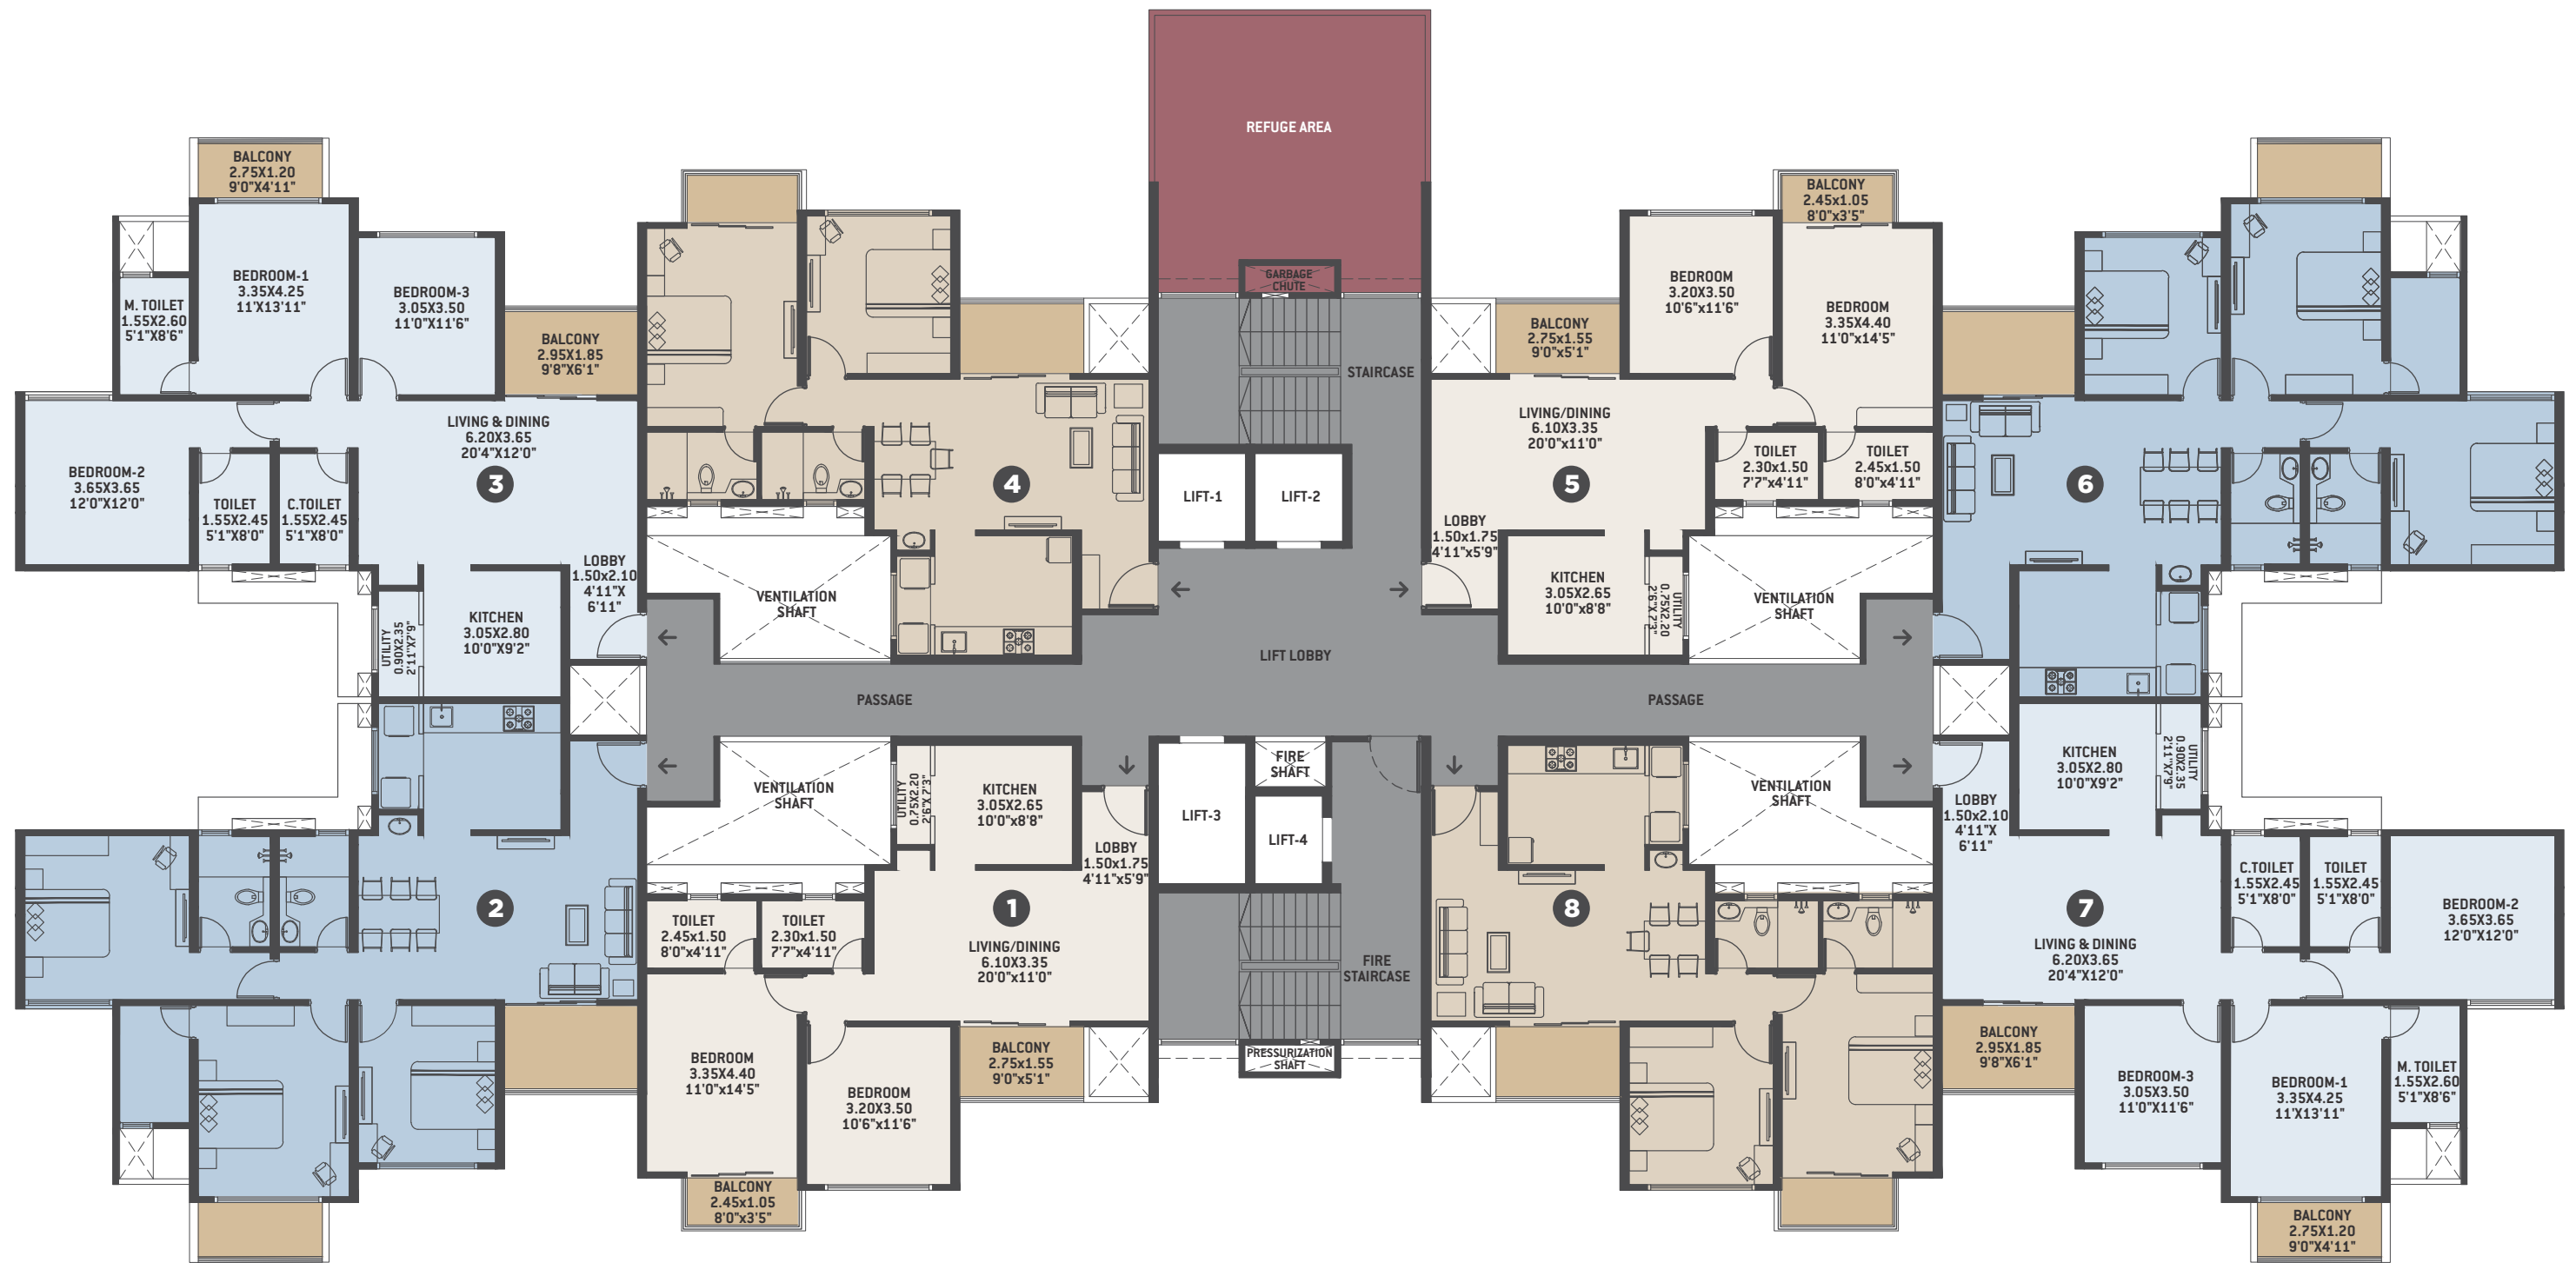 REFUGE AREA
GARBAGE
CHUTE
STAIRCASE
LIFT-1
LIFT-2
LIFT LOBBY
PASSAGE
PASSAGE
LIFT-3
FIRE
SHAFT
LIFT-4
FIRE
STAIRCASE
PRESSURIZATION
SHAFT
BALCONY
2.75X1.20
9'0"X4'11"
BEDROOM-1
3.35X4.25
11'X13'11"
M. TOILET
1.55X2.60
5'1"X8'6"
BEDROOM-3
3.05X3.50
11'0"X11'6"
BALCONY
2.95X1.85
9'8"X6'1"
LIVING & DINING
6.20X3.65
20'4"X12'0"
3
BEDROOM-2
3.65X3.65
12'0"X12'0"
TOILET
1.55X2.45
5'1"X8'0"
C.TOILET
1.55X2.45
5'1"X8'0"
LOBBY
1.50x2.10
4'11"X
6'11"
KITCHEN
3.05X2.80
10'0"X9'2"
UTILITY
0.90X2.35
2'11"X7'9"
4
VENTILATION
SHAFT
BALCONY
2.45x1.05
8'0"x3'5"
BEDROOM
3.20X3.50
10'6"x11'6"
BEDROOM
3.35X4.40
11'0"x14'5"
BALCONY
2.75x1.55
9'0"x5'1"
LIVING/DINING
6.10X3.35
20'0"x11'0"
5
TOILET
2.30x1.50
7'7"x4'11"
TOILET
2.45x1.50
8'0"x4'11"
LOBBY
1.50x1.75
4'11"x5'9"
KITCHEN
3.05X2.65
10'0"x8'8"
UTILITY
0.75X2.20
2'6"X 7'3"
VENTILATION
SHAFT
6
2
VENTILATION
SHAFT
UTILITY
0.75X2.20
2'6"X 7'3"
KITCHEN
3.05X2.65
10'0"x8'8"
LOBBY
1.50x1.75
4'11"x5'9"
TOILET
2.45x1.50
8'0"x4'11"
TOILET
2.30x1.50
7'7"x4'11"
1
LIVING/DINING
6.10X3.35
20'0"x11'0"
BEDROOM
3.35X4.40
11'0"x14'5"
BEDROOM
3.20X3.50
10'6"x11'6"
BALCONY
2.75x1.55
9'0"x5'1"
BALCONY
2.45x1.05
8'0"x3'5"
8
VENTILATION
SHAFT
KITCHEN
3.05X2.80
10'0"X9'2"
UTILITY
0.90X2.35
2'11"X7'9"
LOBBY
1.50x2.10
4'11"X
6'11"
C.TOILET
1.55X2.45
5'1"X8'0"
TOILET
1.55X2.45
5'1"X8'0"
7
LIVING & DINING
6.20X3.65
20'4"X12'0"
BEDROOM-2
3.65X3.65
12'0"X12'0"
BALCONY
2.95X1.85
9'8"X6'1"
BEDROOM-3
3.05X3.50
11'0"X11'6"
BEDROOM-1
3.35X4.25
11'X13'11"
M. TOILET
1.55X2.60
5'1"X8'6"
BALCONY
2.75X1.20
9'0"X4'11"